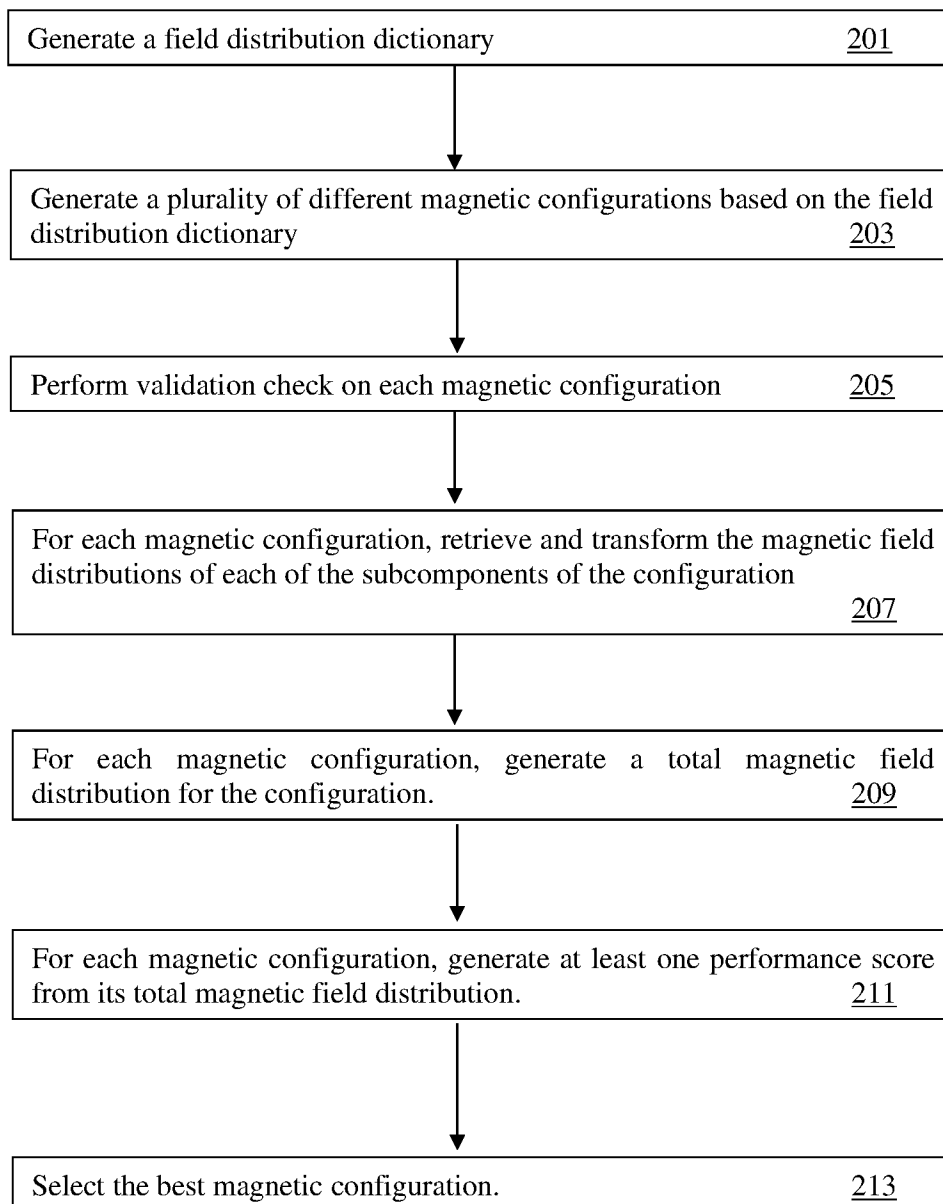 Generate a field distribution dictionary 201
Generate a plurality of different magnetic configurations based on the field
distribution dictionary 203
Perform validation check on each magnetic configuration 205
For each magnetic configuration, retrieve and transform the magnetic field
distributions of each of the subcomponents of the configuration
207
For each magnetic configuration, generate a total magnetic field
distribution for the configuration. 209
For each magnetic configuration, generate at least one performance score
from its total magnetic field distribution. 211
Select the best magnetic configuration. 213